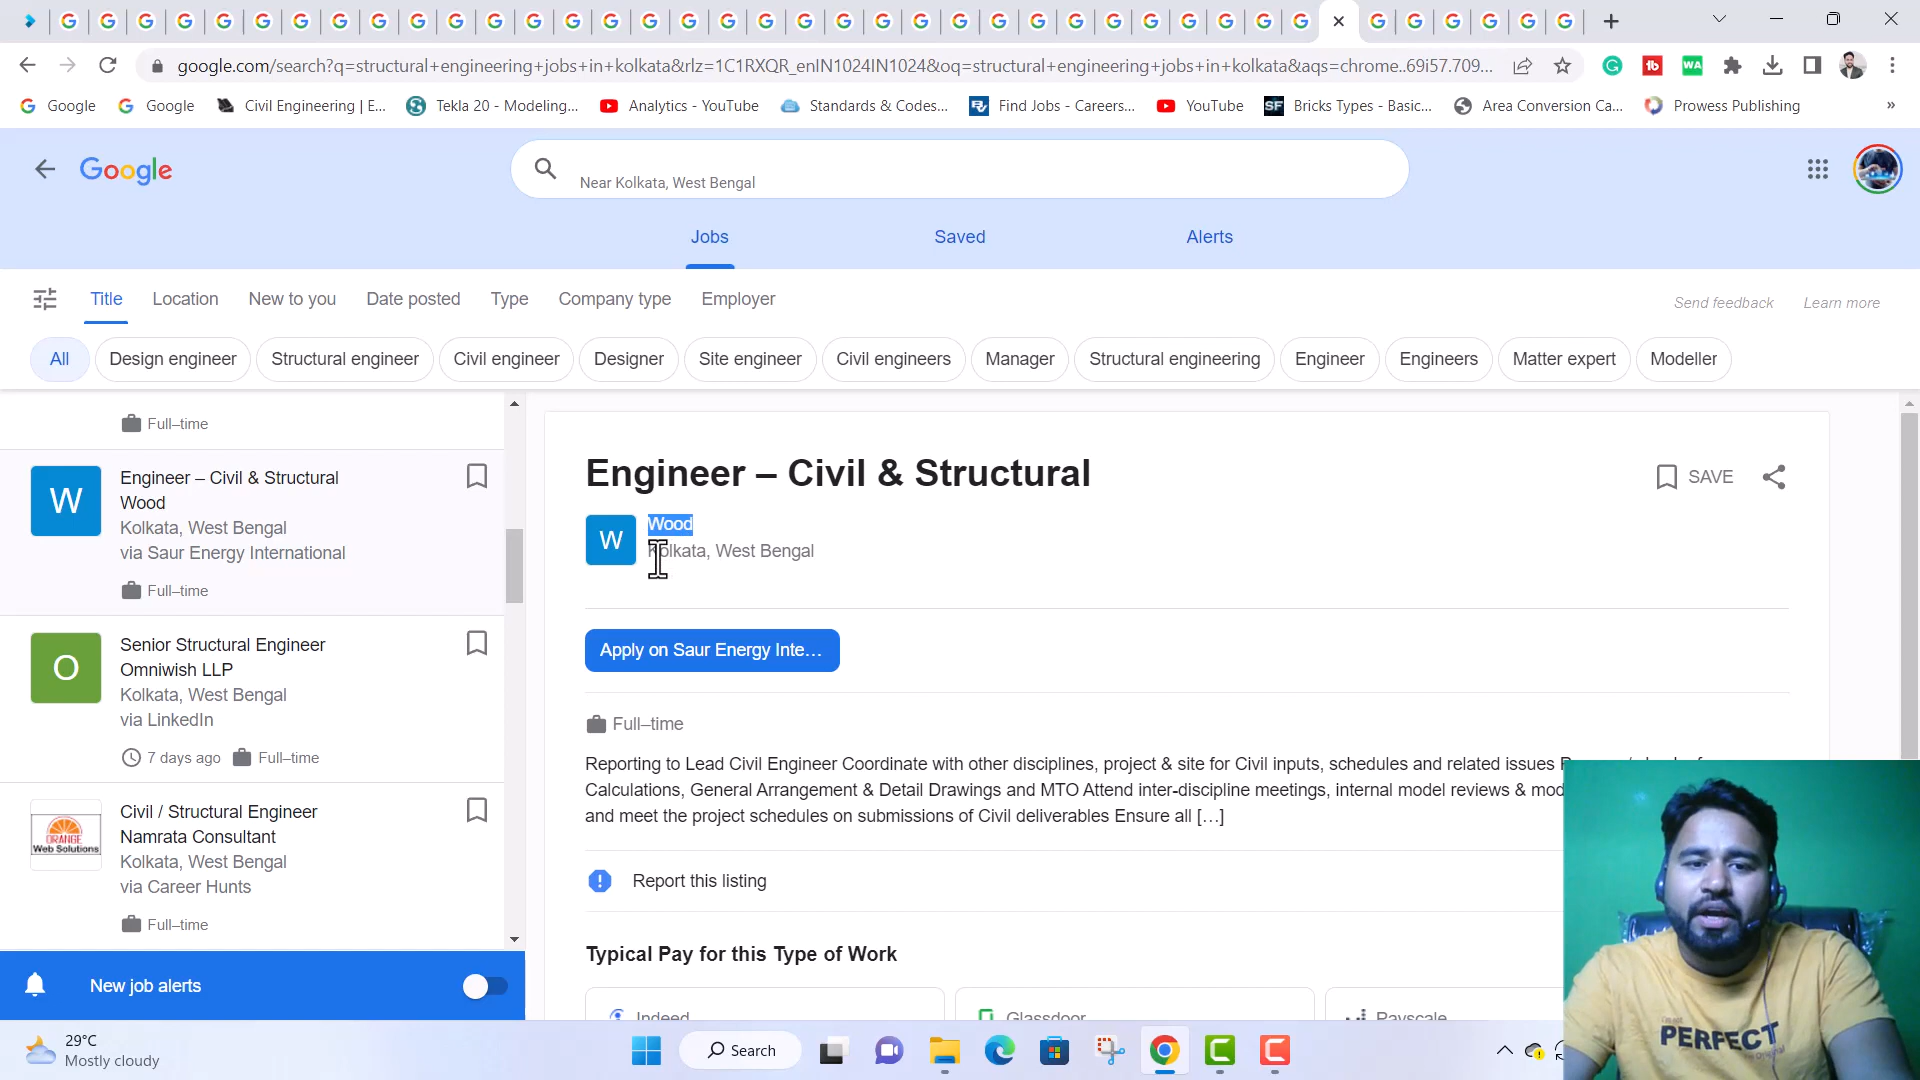 google.com/search?q=structural+engineering+jobs+in+kolkata&rlz=1C1RXQR_enIN1024IN1024&oq=structural+engineering+jobs+in+kolkata&aqs=chrome..69i57.709...
Google Google Civil Engineering | E... Tekla 20 - Modeling... Analytics - YouTube Standards & Codes... Find Jobs - Careers... YouTube Bricks Types - Basic... Area Conversion Ca... Prowess Publishing »
Google
Near Kolkata, West Bengal
Jobs Saved Alerts
Title Location New to you Date posted Type Company type Employer
Send feedback Learn more
All Design engineer Structural engineer Civil engineer Designer Site engineer Civil engineers Manager Structural engineering Engineer Engineers Matter expert Modeller
Full–time
W
Engineer – Civil & Structural
Wood
Kolkata, West Bengal
via Saur Energy International
Full–time
O
Senior Structural Engineer
Omniwish LLP
Kolkata, West Bengal
via LinkedIn
7 days ago Full–time
ORANGE
Web Solutions
Civil / Structural Engineer
Namrata Consultant
Kolkata, West Bengal
via Career Hunts
Full–time
New job alerts
Engineer – Civil & Structural
SAVE
W
Wood
Kolkata, West Bengal
Apply on Saur Energy Inte...
Full–time
Reporting to Lead Civil Engineer Coordinate with other disciplines, project & site for Civil inputs, schedules and related issues
Calculations, General Arrangement & Detail Drawings and MTO Attend inter-discipline meetings, internal model reviews & mod
and meet the project schedules on submissions of Civil deliverables Ensure all […]
Report this listing
Typical Pay for this Type of Work
Indeed Glassdoor Payscale
PERFECT
29°C
Mostly cloudy
Search